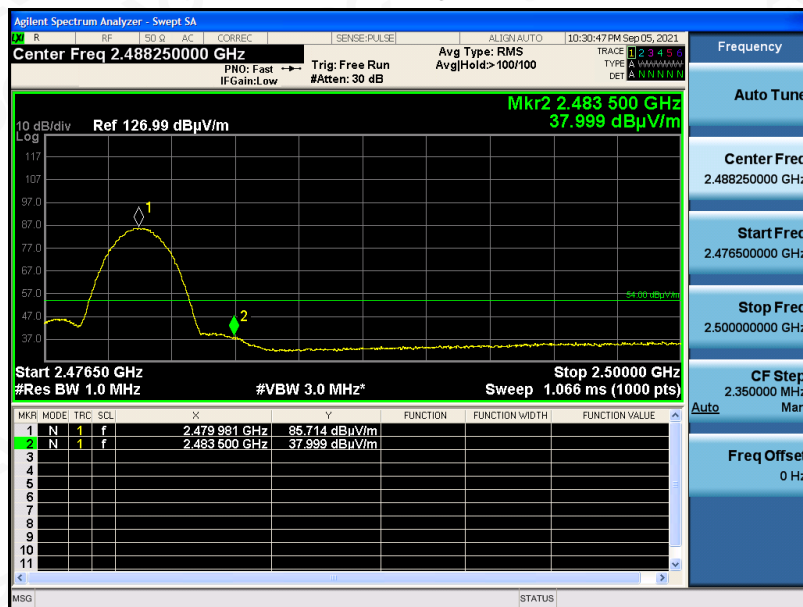 Agilent Spectrum Analyzer - Swept SA
LXI R RF 50 Ω AC CORREC SENSE:PULSE ALIGN AUTO 10:30:47 PM Sep 05, 2021
Center Freq 2.488250000 GHz
PNO: Fast
IFGain:Low
Trig: Free Run
#Atten: 30 dB
Avg Type: RMS
Avg|Hold:>100/100
TRACE 1 2 3 4 5 6
TYPE A WWWWW
DET A N N N N N
Mkr2 2.483 500 GHz
37.999 dBµV/m
10 dB/div Ref 126.99 dBµV/m
Log
117
107
97.0
87.0
77.0
67.0
57.0
47.0
37.0
1
2
54.00 dBµV/m
Start 2.47650 GHz Stop 2.50000 GHz
#Res BW 1.0 MHz #VBW 3.0 MHz* Sweep 1.066 ms (1000 pts)
MKR MODE TRC SCL X Y FUNCTION FUNCTION WIDTH FUNCTION VALUE
1 N 1 f 2.479 981 GHz 85.714 dBµV/m
2 N 1 f 2.483 500 GHz 37.999 dBµV/m
3
4
5
6
7
8
9
10
11
MSG STATUS
Frequency
Auto Tune
Center Freq
2.488250000 GHz
Start Freq
2.476500000 GHz
Stop Freq
2.500000000 GHz
CF Step
2.350000 MHz
Auto Man
Freq Offset
0 Hz